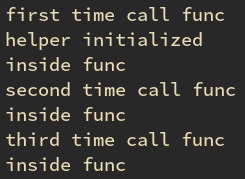 first time call func
helper initialized
inside func
second time call func
inside func
third time call func
inside func